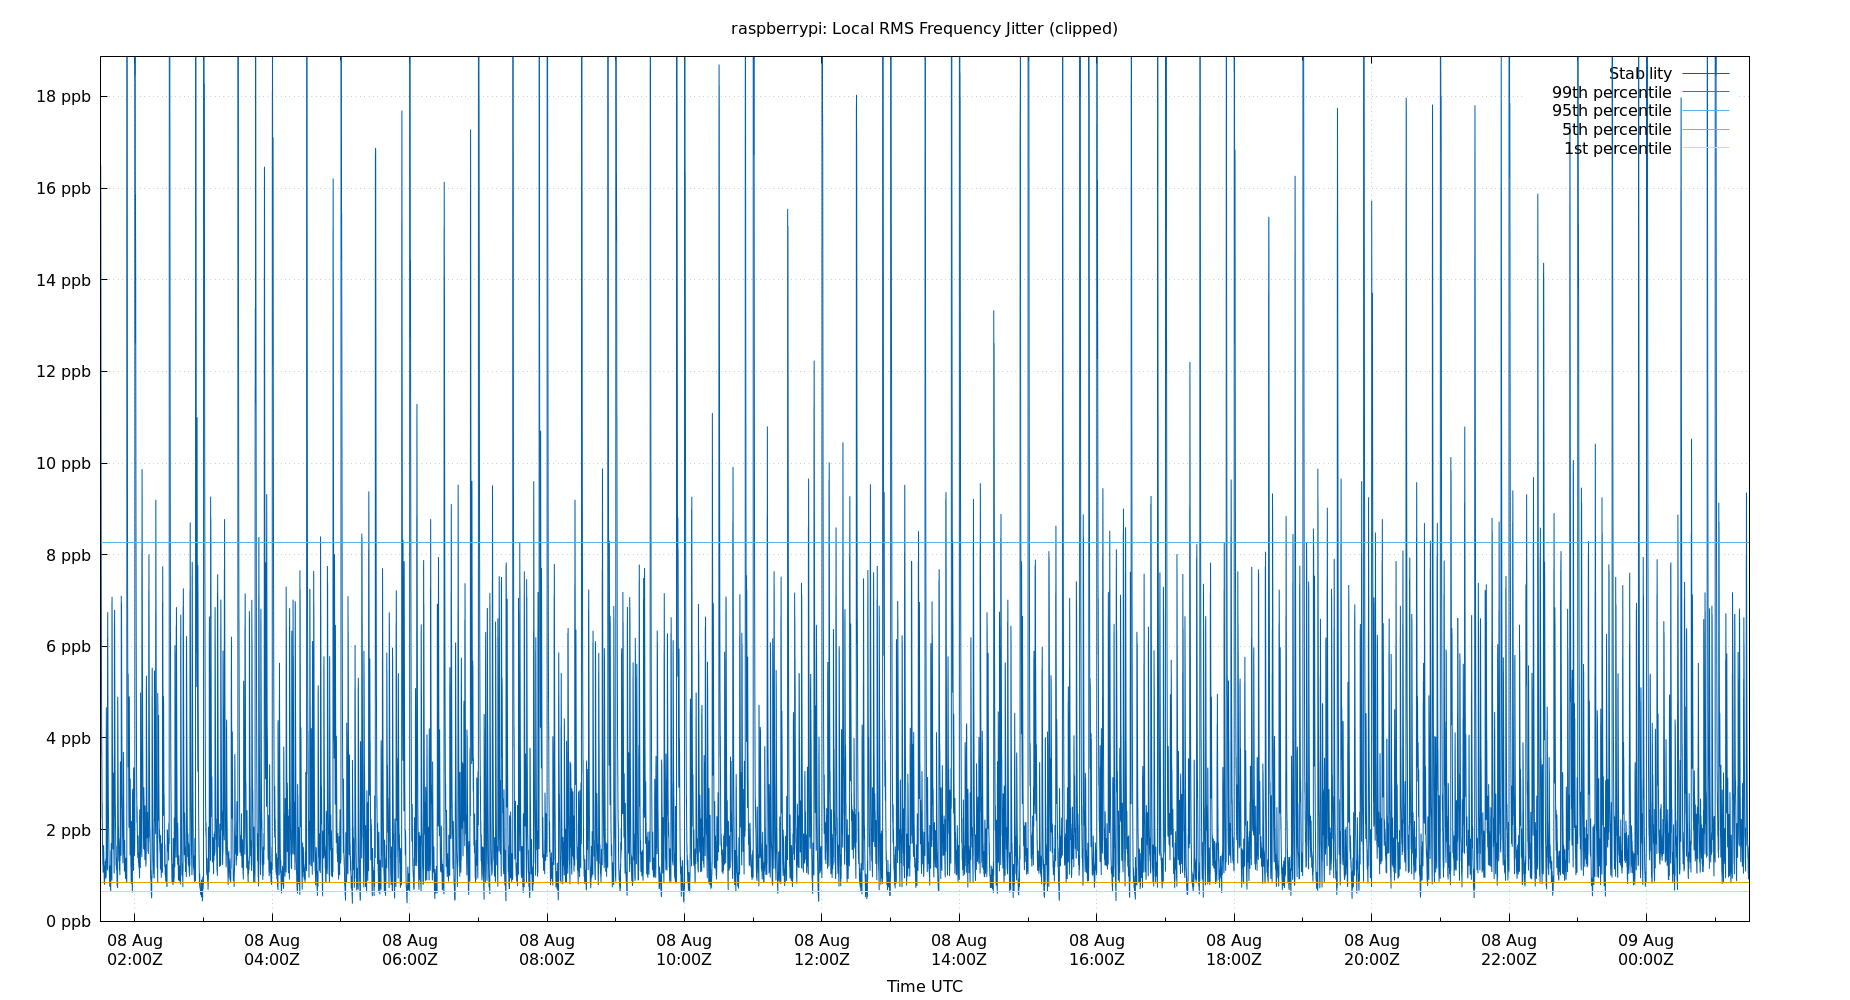 raspberrypi: Local RMS Frequency Jitter (clipped)
Stability
99th percentile
95th percentile
5th percentile
1st percentile
18 ppb
16 ppb
14 ppb
12 ppb
10 ppb
8 ppb
6 ppb
4 ppb
2 ppb
0 ppb
08 Aug 08 Aug 08 Aug 08 Aug 08 Aug 08 Aug 08 Aug 08 Aug 08 Aug 08 Aug 08 Aug 09 Aug
02:00Z 04:00Z 06:00Z 08:00Z 10:00Z 12:00Z 14:00Z 16:00Z 18:00Z 20:00Z 22:00Z 00:00Z
Time UTC